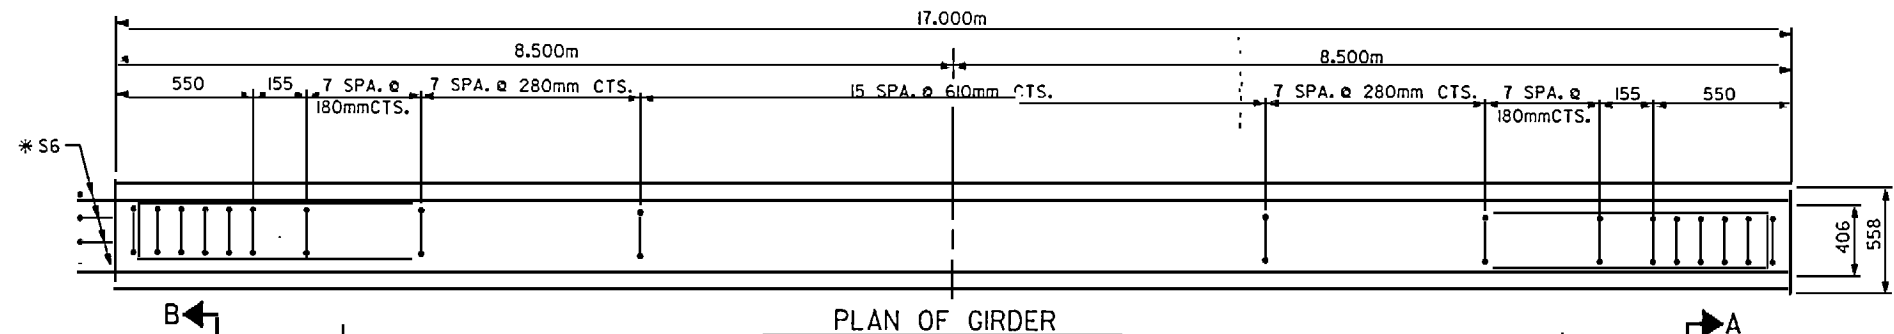 17.000m
8.500m
8.500m
550
155
7 SPA. @
180mmCTS.
7 SPA. @ 280mm CTS.
15 SPA. @ 610mm CTS.
7 SPA. @ 280mm CTS.
7 SPA. @
180mmCTS.
155
550
* S6
406
558
B
PLAN OF GIRDER
A